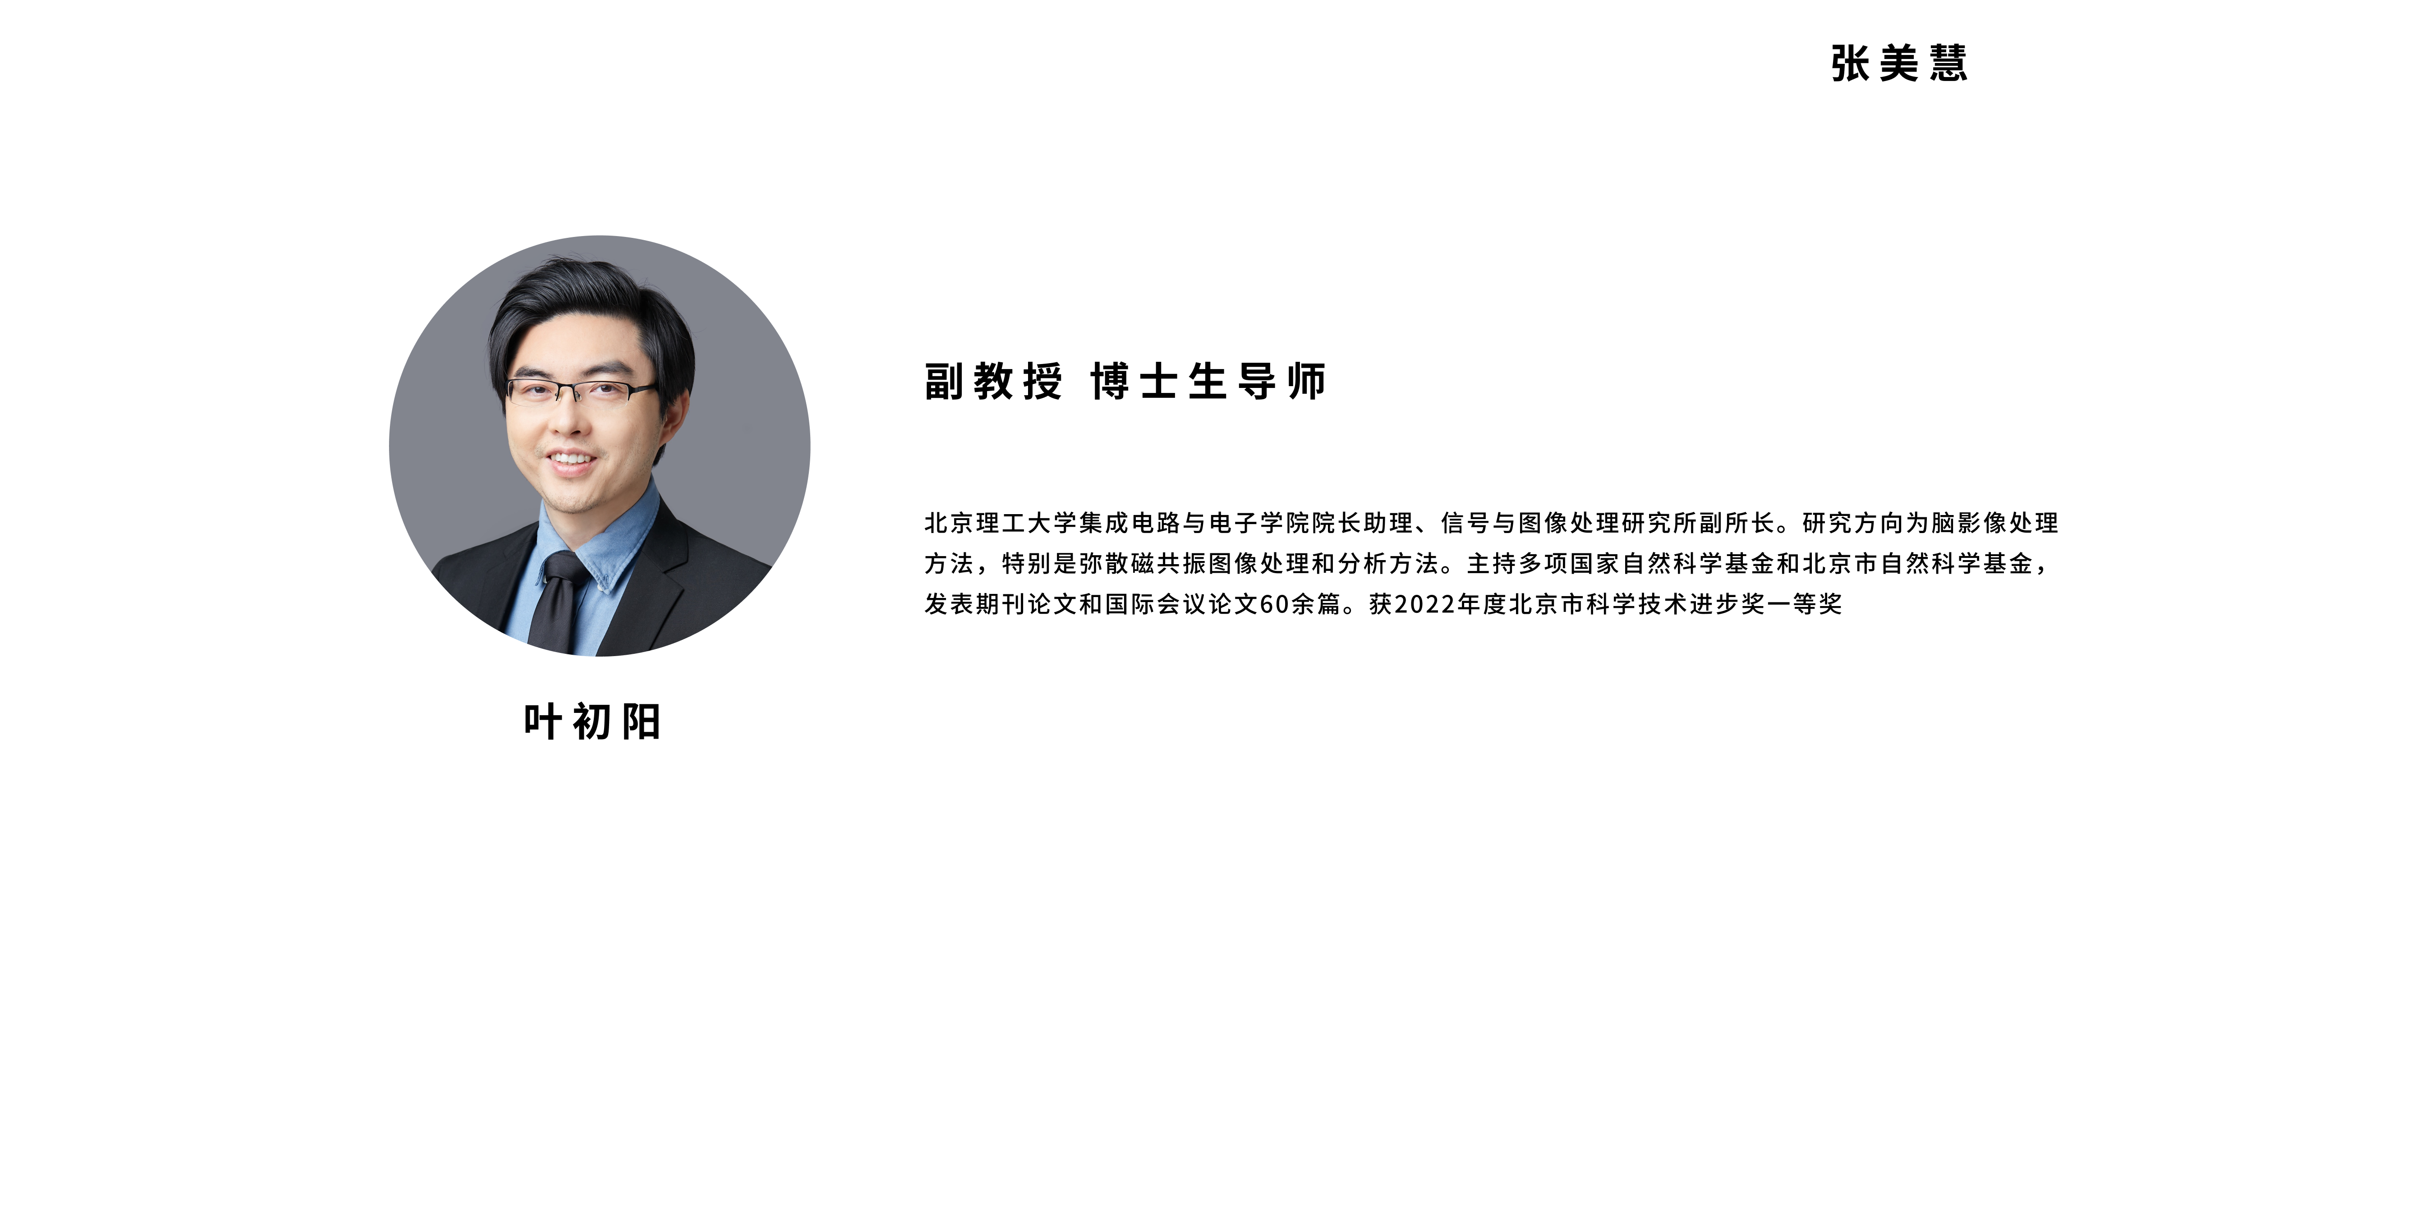 张美慧
副教授 博士生导师
北京理工大学集成电路与电子学院院长助理、信号与图像处理研究所副所长。研究方向为脑影像处理
方法，特别是弥散磁共振图像处理和分析方法。主持多项国家自然科学基金和北京市自然科学基金，
发表期刊论文和国际会议论文60余篇。获2022年度北京市科学技术进步奖一等奖
叶初阳